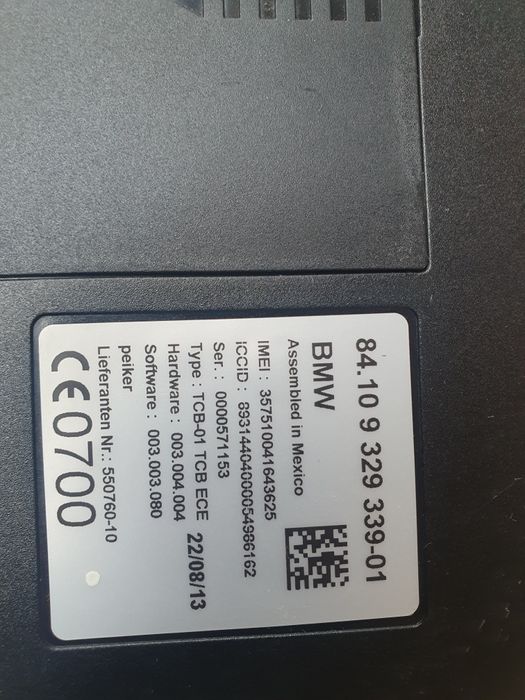 84.10 9 329 339-01
BMW
Assembled in Mexico
IMEI : 357510041643625
ICCID : 89314404000054986162
Ser. : 0000571153
Type : TCB-01 TCB ECE
Hardware : 003.004.004 22/08/13
Software : 003.003.080
peiker
Lieferanten Nr.: 550760-10
CE0700